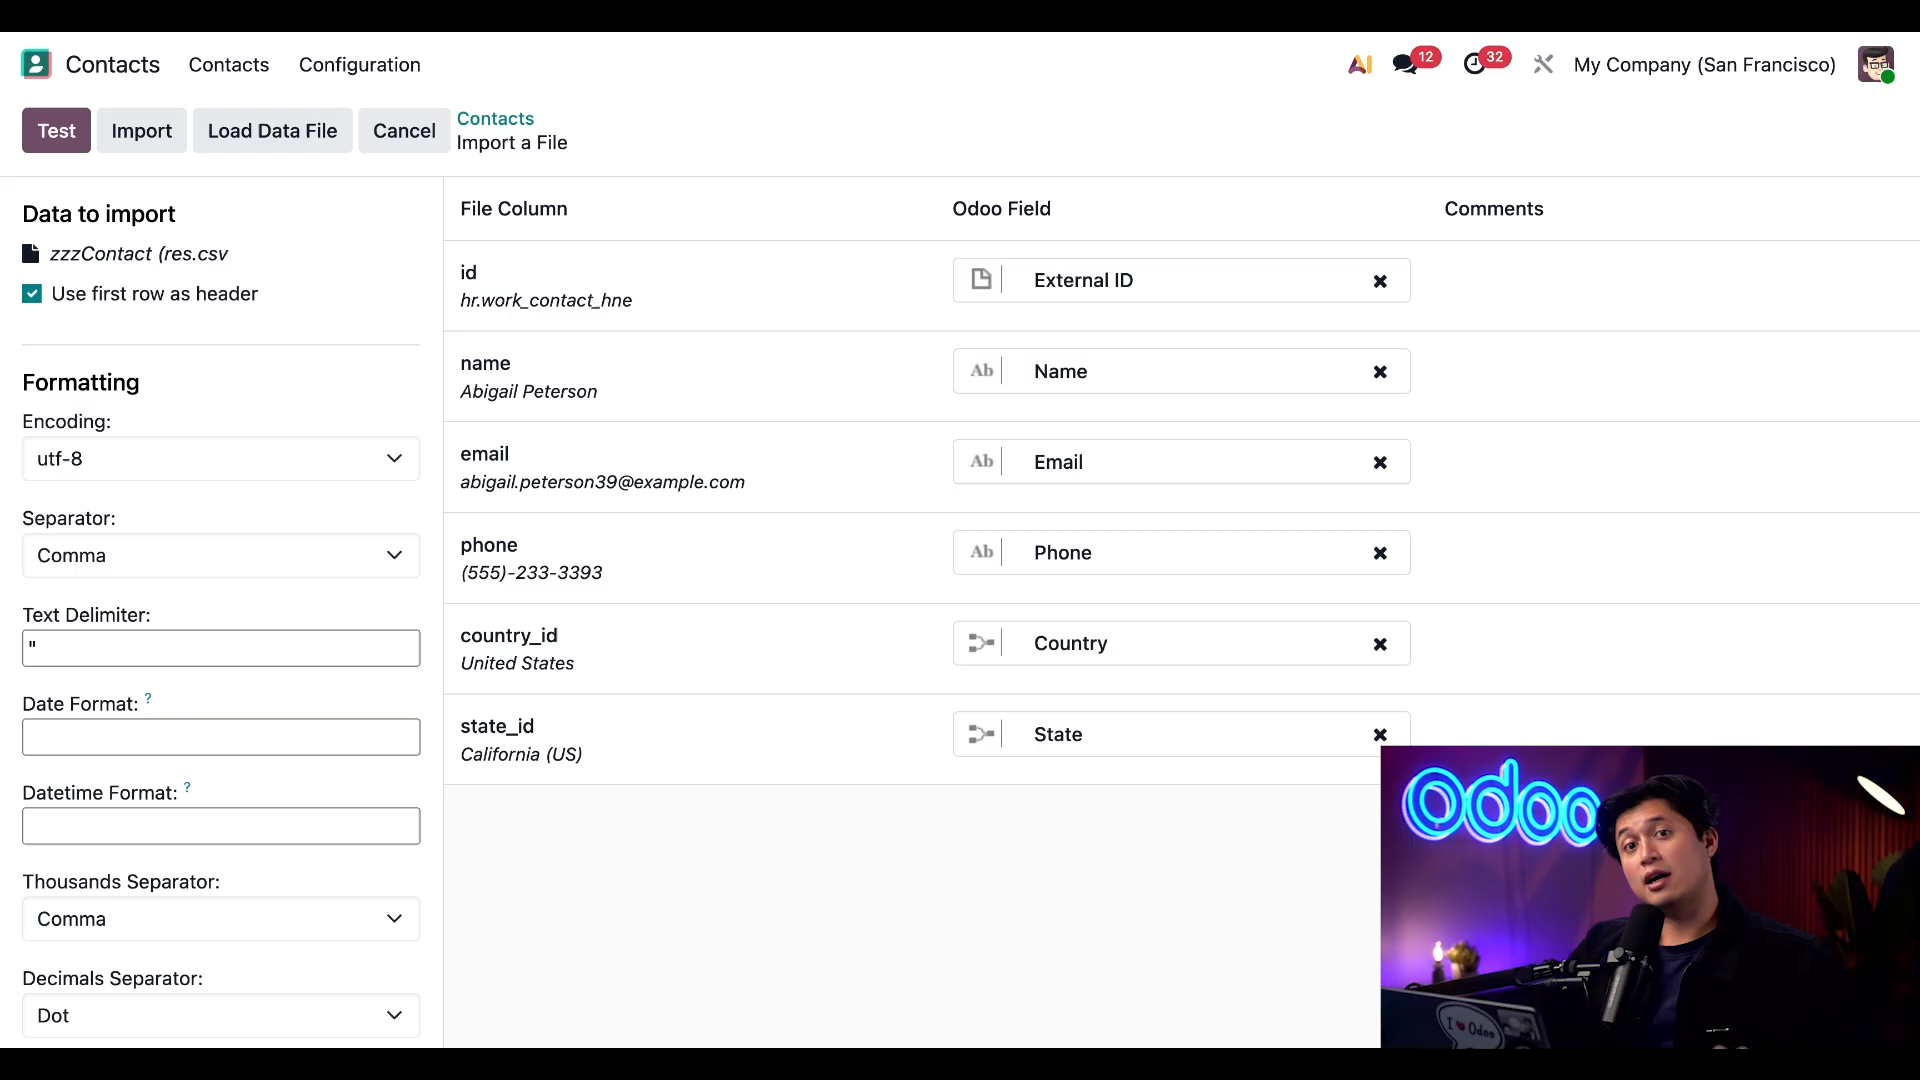 Contacts
Contacts
Configuration
AI
12
32
My Company (San Francisco)
Test
Import
Load Data File
Cancel
Contacts
Import a File
Data to import
zzzContact (res.csv
Use first row as header
Formatting
Encoding:
utf-8
Separator:
Comma
Text Delimiter:
"
Date Format: ?
Datetime Format: ?
Thousands Separator:
Comma
Decimals Separator:
Dot
File Column
Odoo Field
Comments
id
hr.work_contact_hne
External ID
name
Abigail Peterson
Ab
Name
email
abigail.peterson39@example.com
Ab
Email
phone
(555)-233-3393
Ab
Phone
country_id
United States
Country
state_id
California (US)
State
odoo
I ♥ Odoo